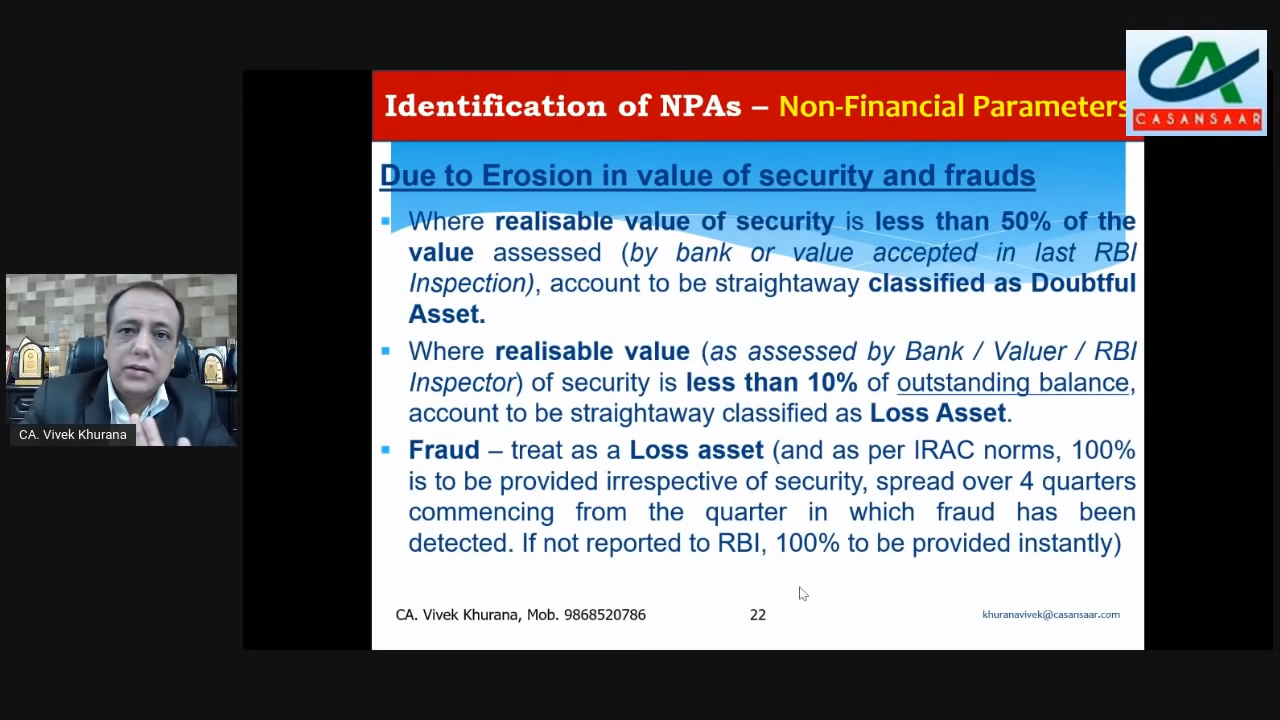 Identification of NPAs – Non-Financial Parameters
CASANSAAR
Due to Erosion in value of security and frauds
Where realisable value of security is less than 50% of the
value assessed (by bank or value accepted in last RBI
Inspection), account to be straightaway classified as Doubtful
Asset.
Where realisable value (as assessed by Bank / Valuer / RBI
Inspector) of security is less than 10% of outstanding balance,
account to be straightaway classified as Loss Asset.
Fraud – treat as a Loss asset (and as per IRAC norms, 100%
is to be provided irrespective of security, spread over 4 quarters
commencing from the quarter in which fraud has been
detected. If not reported to RBI, 100% to be provided instantly)
CA. Vivek Khurana
CA. Vivek Khurana, Mob. 9868520786
22
khuranavivek@casansaar.com